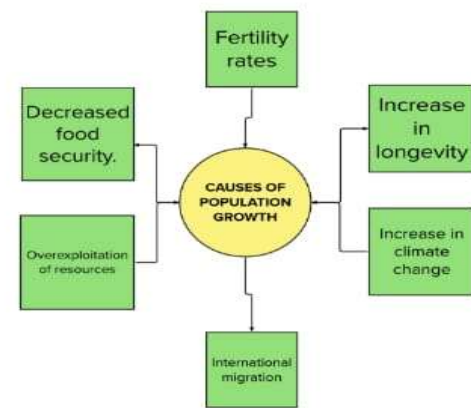 Fertility
rates
Decreased
food
security.
Increase
in
longevity
CAUSES OF
POPULATION
GROWTH
Overexploitation
of resources
Increase in
climate
change
International
migration